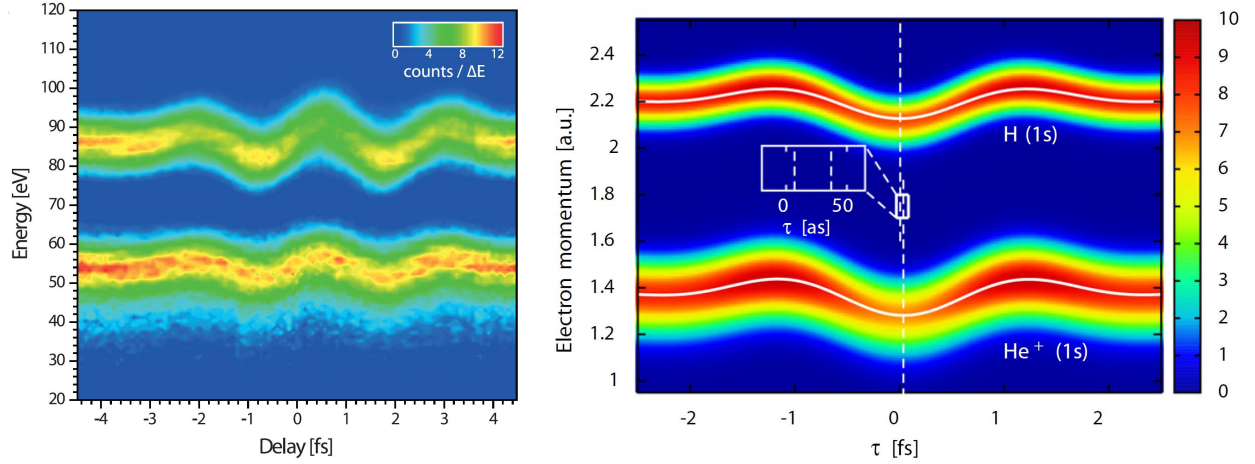 120
110
100
90
80
70
60
50
40
30
20
Energy [eV]
0 4 8 12
counts / ΔE
-4 -3 -2 -1 0 1 2 3 4
Delay [fs]
2.4
2.2
2
1.8
1.6
1.4
1.2
1
Electron momentum [a.u.]
H (1s)
0 50
τ [as]
He⁺ (1s)
-2 -1 0 1 2
τ [fs]
10
9
8
7
6
5
4
3
2
1
0